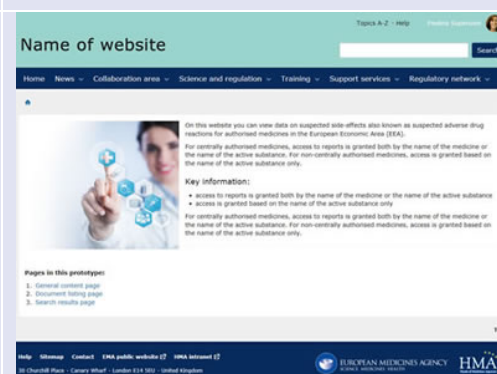 Topics A-Z - Help
Name of website
Search
Home News Collaboration area Science and regulation Training Support services Regulatory network
On this website you can view data on suspected side-effects also known as suspected adverse drug
reactions for authorised medicines in the European Economic Area (EEA).
For centrally authorised medicines, access to reports is granted both by the name of the medicine or
the name of the active substance. For non-centrally authorised medicines, access is granted based on
the name of the active substance only.
Key information:
• access to reports is granted both by the name of the medicine or the name of the active substance
• access is granted based on the name of the active substance only
For centrally authorised medicines, access to reports is granted both by the name of the medicine or
the name of the active substance. For non-centrally authorised medicines, access is granted based on
the name of the active substance only.
Pages in this prototype:
1. General content page
2. Document listing page
3. Search results page
Help Sitemap Contact EMA public website HMA intranet
30 Churchill Place - Canary Wharf - London E14 5EU - United Kingdom
EUROPEAN MEDICINES AGENCY
SCIENCE MEDICINES HEALTH
HMA